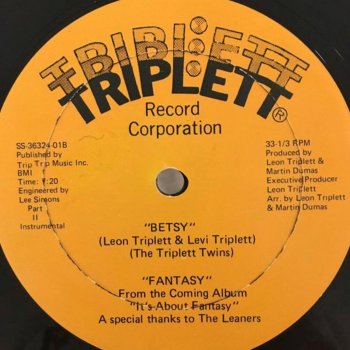 TRIPLETT
TRIPLETT®
Record
Corporation
SS-36324-01B
Published by
Trip Trip Music Inc.
BMI
Time: 20
Engineered by
Lee Simons
Part
II
Instrumental
33-1/3 RPM
Produced by
Leon Triplett &
Martin Dumas
Executive Producer
Leon Triplett
Arr. by Leon Triplett
& Martin Dumas
"BETSY"
(Leon Triplett & Levi Triplett)
(The Triplett Twins)
"FANTASY"
From the Coming Album
"It's About Fantasy"
A special thanks to The Leaners